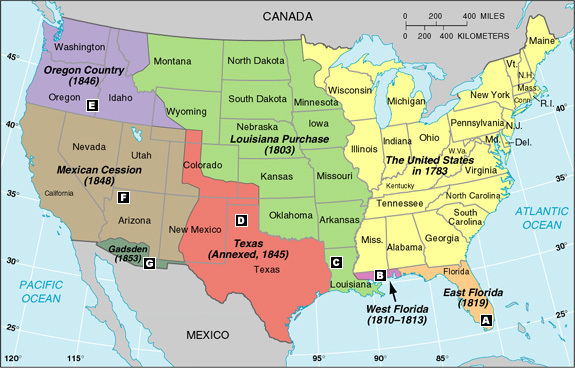 CANADA
0 200 400 MILES
0 200 400 KILOMETERS
Washington
Oregon Country
(1846)
Oregon
Idaho
E
Montana
North Dakota
South Dakota
Minnesota
Wyoming
Nebraska
Iowa
Louisiana Purchase
(1803)
Colorado
Kansas
Missouri
Oklahoma
Arkansas
Louisiana
C
Wisconsin
Michigan
Illinois
Indiana
Ohio
The United States
in 1783
Kentucky
Tennessee
Miss.
Alabama
Georgia
South
Carolina
North Carolina
Virginia
W.Va.
Md.
Del.
N.J.
Pennsylvania
New York
Conn.
R.I.
Mass.
N.H.
Vt.
Maine
Nevada
Utah
Mexican Cession
(1848)
California
F
Arizona
New Mexico
Gadsden
(1853)
G
D
Texas
(Annexed, 1845)
Texas
B
West Florida
(1810–1813)
Florida
East Florida
(1819)
A
ATLANTIC
OCEAN
PACIFIC
OCEAN
MEXICO
45°
40°
35°
30°
25°
120°
115°
95°
90°
85°
25°
30°
35°
40°